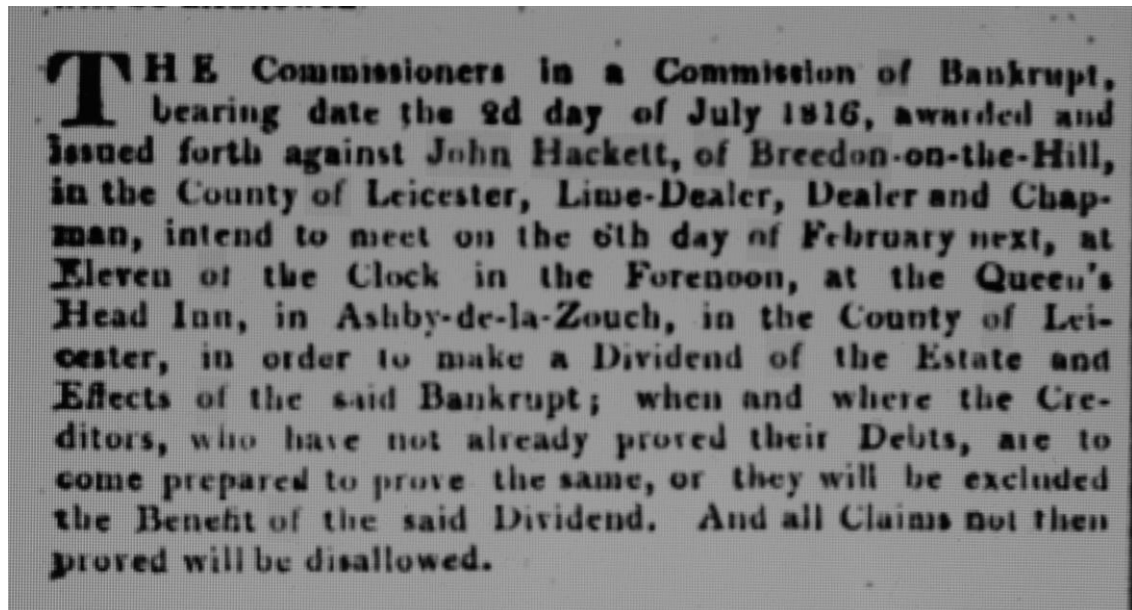 THE Commissioners in a Commission of Bankrupt,
bearing date the 2d day of July 1816, awarded and
issued forth against John Hackett, of Breedon-on-the-Hill,
in the County of Leicester, Lime-Dealer, Dealer and Chap-
man, intend to meet on the 6th day of February next, at
Eleven of the Clock in the Forenoon, at the Queen's
Head Inn, in Ashby-de-la-Zouch, in the County of Lei-
cester, in order to make a Dividend of the Estate and
Effects of the said Bankrupt; when and where the Cre-
ditors, who have not already proved their Debts, are to
come prepared to prove the same, or they will be excluded
the Benefit of the said Dividend. And all Claims not then
proved will be disallowed.